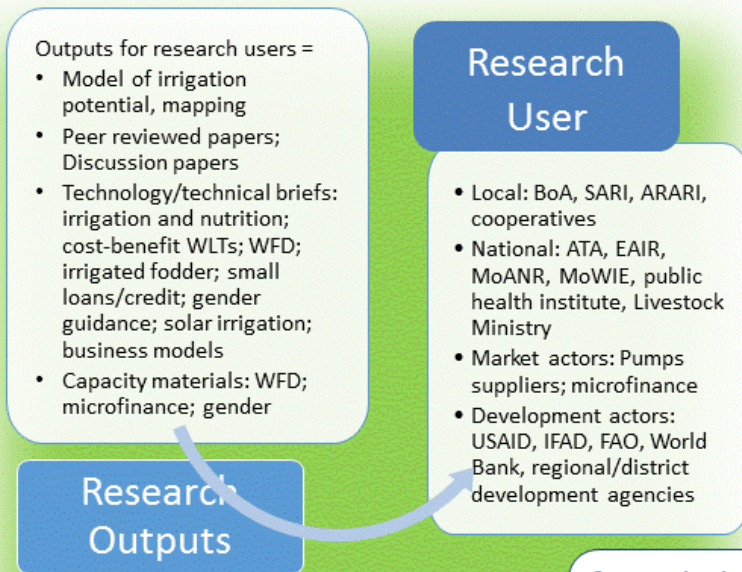 Outputs for research users =
• Model of irrigation
potential, mapping
• Peer reviewed papers;
Discussion papers
• Technology/technical briefs:
irrigation and nutrition;
cost-benefit WLTs; WFD;
irrigated fodder; small
loans/credit; gender
guidance; solar irrigation;
business models
• Capacity materials: WFD;
microfinance; gender
Research
Outputs
Research
User
• Local: BoA, SARI, ARARI,
cooperatives
• National: ATA, EAIR,
MoANR, MoWIE, public
health institute, Livestock
Ministry
• Market actors: Pumps
suppliers; microfinance
• Development actors:
USAID, IFAD, FAO, World
Bank, regional/district
development agencies